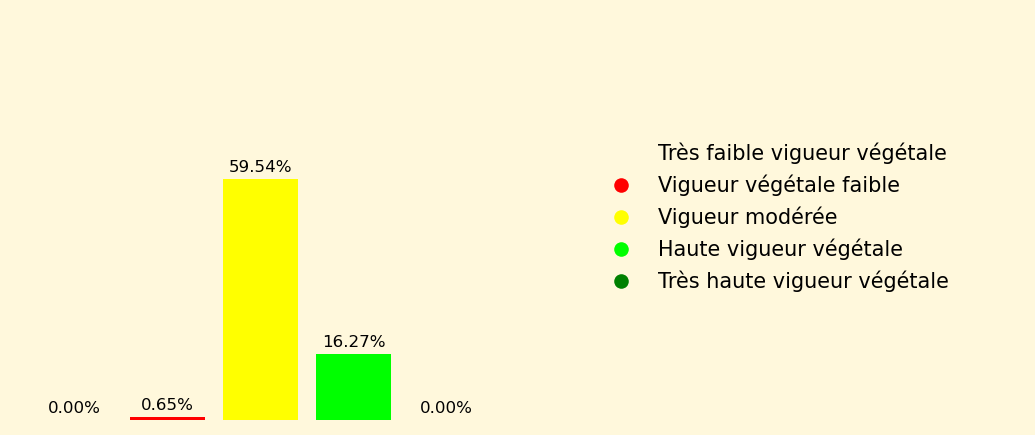 59.54%
16.27%
0.65%
0.00%
0.00%
Très faible vigueur végétale
Vigueur végétale faible
Vigueur modérée
Haute vigueur végétale
Très haute vigueur végétale